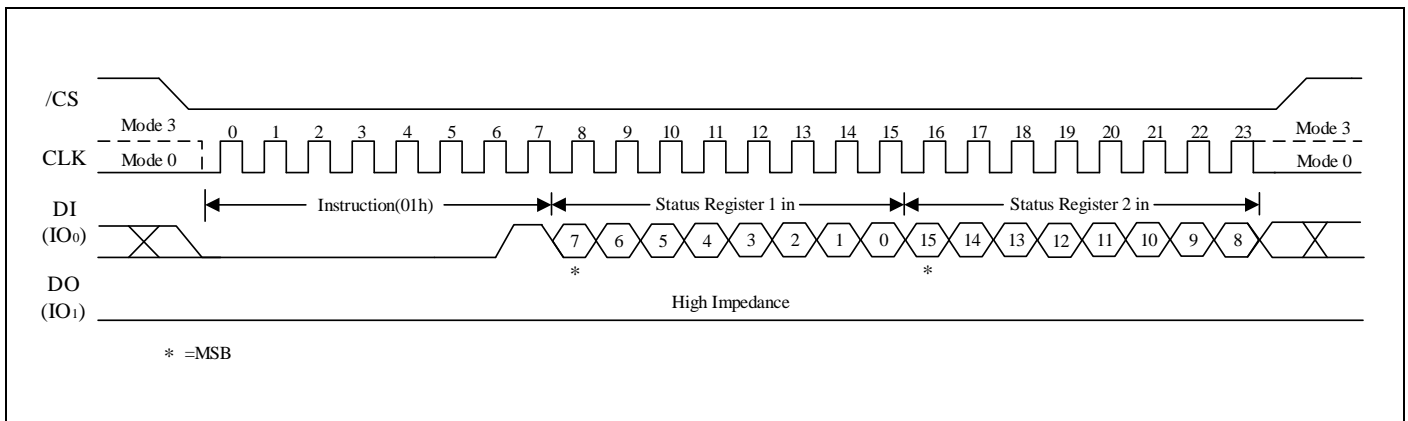 /CS
Mode 3 0 1 2 3 4 5 6 7 8 9 10 11 12 13 14 15 16 17 18 19 20 21 22 23 Mode 3
CLK Mode 0 Mode 0
DI Instruction(01h) Status Register 1 in Status Register 2 in
(IO0) 7 6 5 4 3 2 1 0 15 14 13 12 11 10 9 8
* *
DO
High Impedance
(IO1)
* =MSB